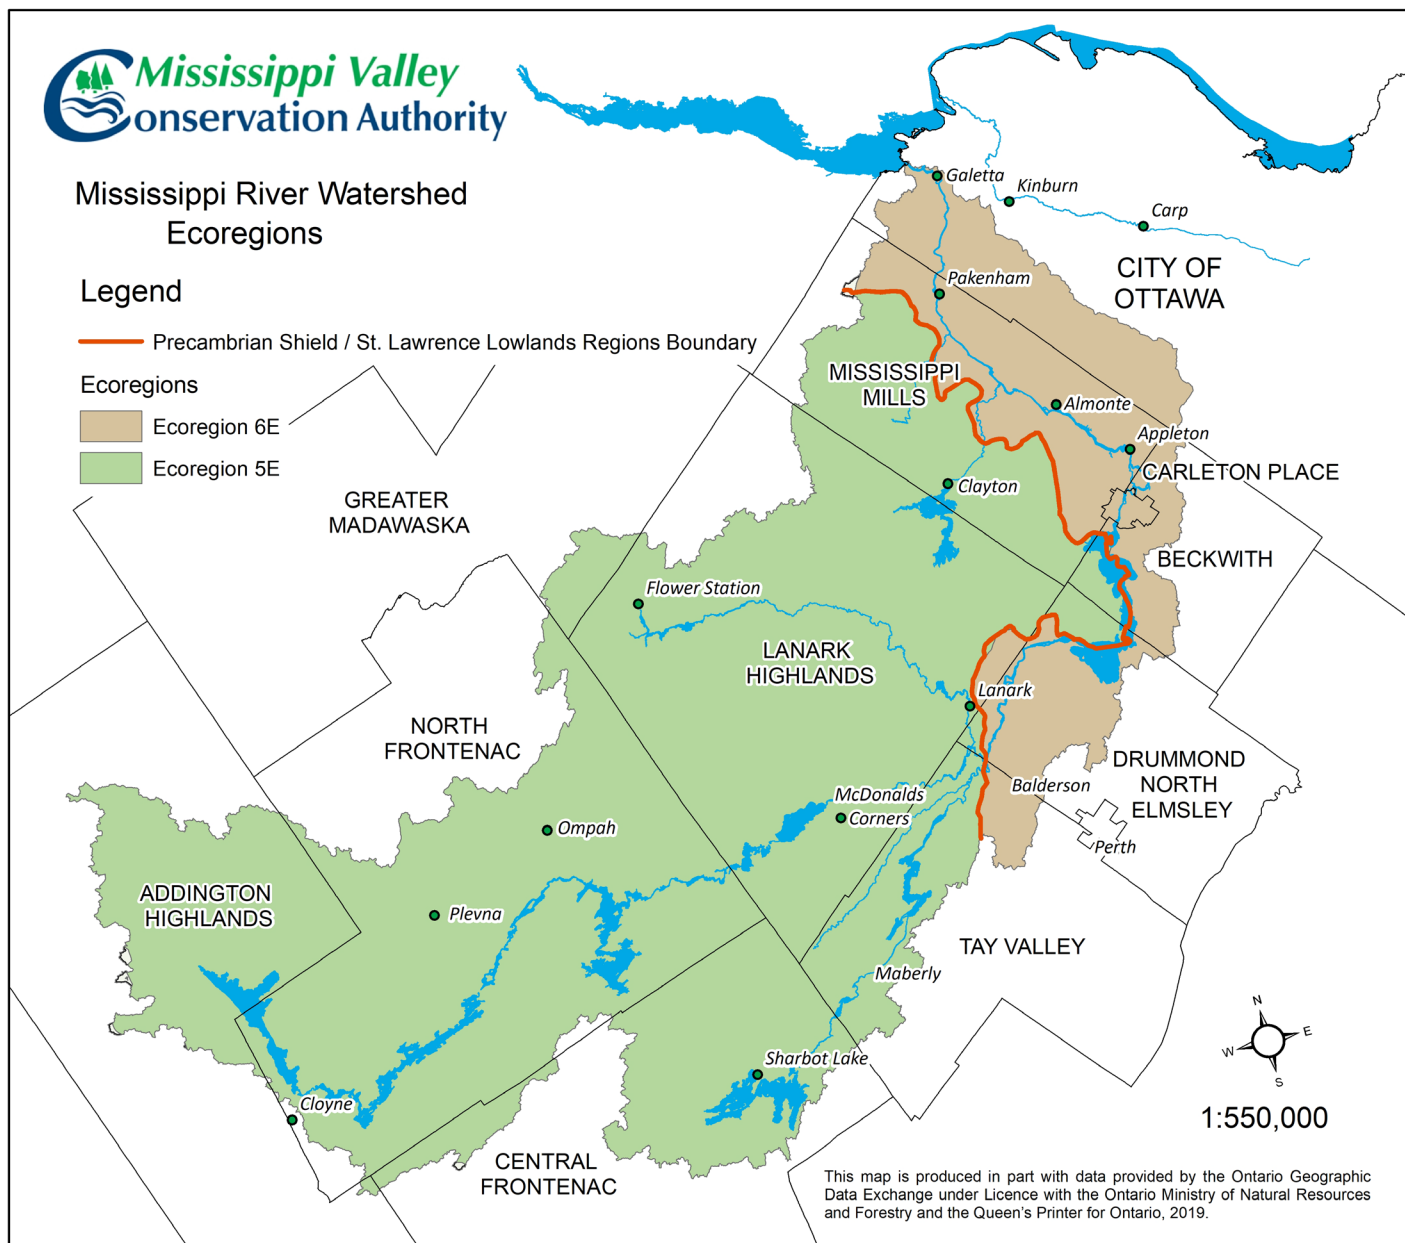 Mississippi Valley
Conservation Authority
Mississippi River Watershed
Ecoregions
Legend
Precambrian Shield / St. Lawrence Lowlands Regions Boundary
Ecoregions
Ecoregion 6E
Ecoregion 5E
Galetta
Kinburn
Carp
CITY OF
OTTAWA
Pakenham
MISSISSIPPI
MILLS
Almonte
Appleton
CARLETON PLACE
Clayton
GREATER
MADAWASKA
BECKWITH
Flower Station
LANARK
HIGHLANDS
Lanark
NORTH
FRONTENAC
DRUMMOND
NORTH
ELMSLEY
Balderson
McDonalds
Corners
Ompah
Perth
ADDINGTON
HIGHLANDS
Plevna
TAY VALLEY
Maberly
Sharbot Lake
Cloyne
CENTRAL
FRONTENAC
N
E
W
S
1:550,000
This map is produced in part with data provided by the Ontario Geographic
Data Exchange under Licence with the Ontario Ministry of Natural Resources
and Forestry and the Queen's Printer for Ontario, 2019.